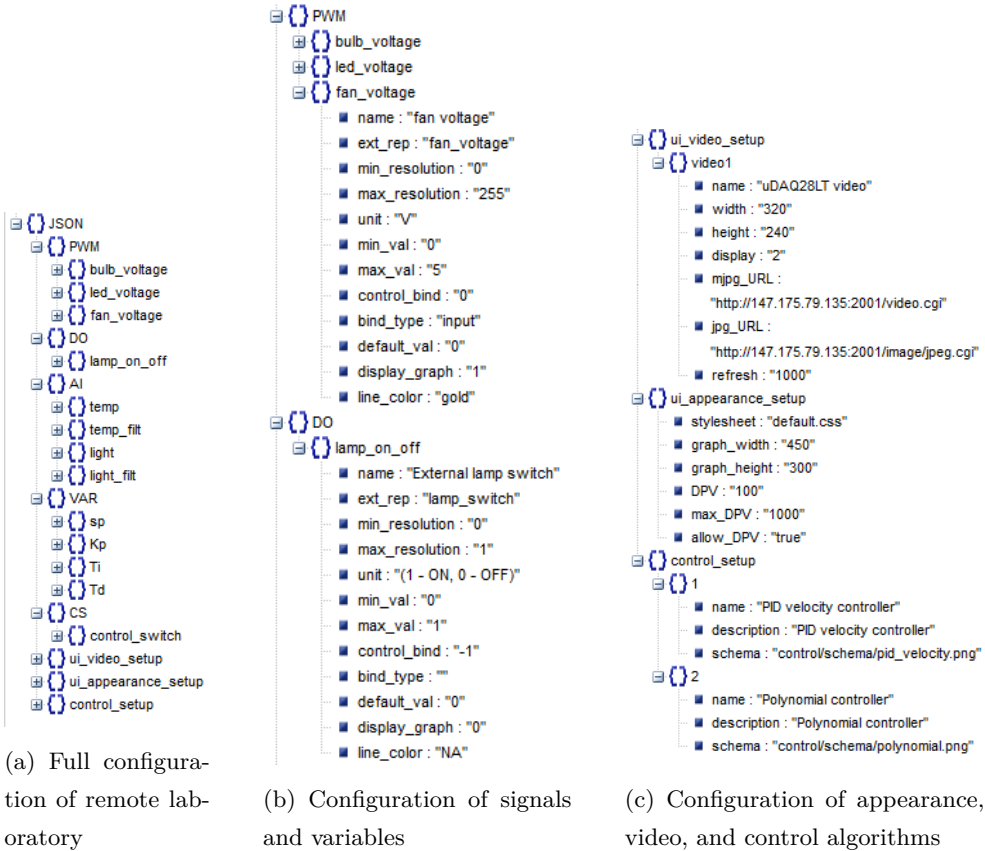 JSON
PWM
bulb_voltage
led_voltage
fan_voltage
DO
lamp_on_off
AI
temp
temp_filt
light
light_filt
VAR
sp
Kp
Ti
Td
CS
control_switch
ui_video_setup
ui_appearance_setup
control_setup
(a) Full configura-
tion of remote lab-
oratory
PWM
bulb_voltage
led_voltage
fan_voltage
name : "fan voltage"
ext_rep : "fan_voltage"
min_resolution : "0"
max_resolution : "255"
unit : "V"
min_val : "0"
max_val : "5"
control_bind : "0"
bind_type : "input"
default_val : "0"
display_graph : "1"
line_color : "gold"
DO
lamp_on_off
name : "External lamp switch"
ext_rep : "lamp_switch"
min_resolution : "0"
max_resolution : "1"
unit : "(1 - ON, 0 - OFF)"
min_val : "0"
max_val : "1"
control_bind : "-1"
bind_type : ""
default_val : "0"
display_graph : "0"
line_color : "NA"
(b) Configuration of signals
and variables
ui_video_setup
video1
name : "uDAQ28LT video"
width : "320"
height : "240"
display : "2"
mjpg_URL :
"http://147.175.79.135:2001/video.cgi"
jpg_URL :
"http://147.175.79.135:2001/image/jpeg.cgi"
refresh : "1000"
ui_appearance_setup
stylesheet : "default.css"
graph_width : "450"
graph_height : "300"
DPV : "100"
max_DPV : "1000"
allow_DPV : "true"
control_setup
1
name : "PID velocity controller"
description : "PID velocity controller"
schema : "control/schema/pid_velocity.png"
2
name : "Polynomial controller"
description : "Polynomial controller"
schema : "control/schema/polynomial.png"
(c) Configuration of appearance,
video, and control algorithms